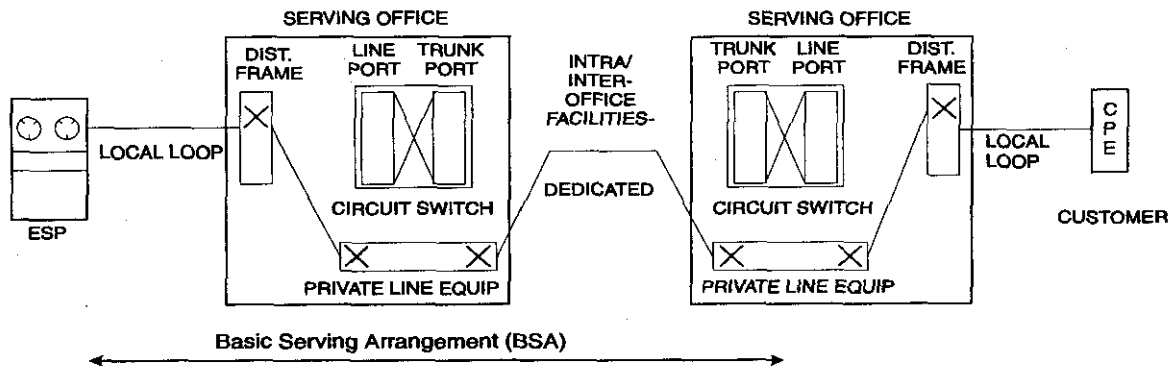 SERVING OFFICE
DIST.
FRAME
LINE
PORT
TRUNK
PORT
CIRCUIT SWITCH
PRIVATE LINE EQUIP
ESP
LOCAL LOOP
INTRA/
INTER-
OFFICE
FACILITIES-
DEDICATED
SERVING OFFICE
TRUNK
PORT
LINE
PORT
DIST.
FRAME
CIRCUIT SWITCH
PRIVATE LINE EQUIP
LOCAL
LOOP
C
P
E
CUSTOMER
Basic Serving Arrangement (BSA)